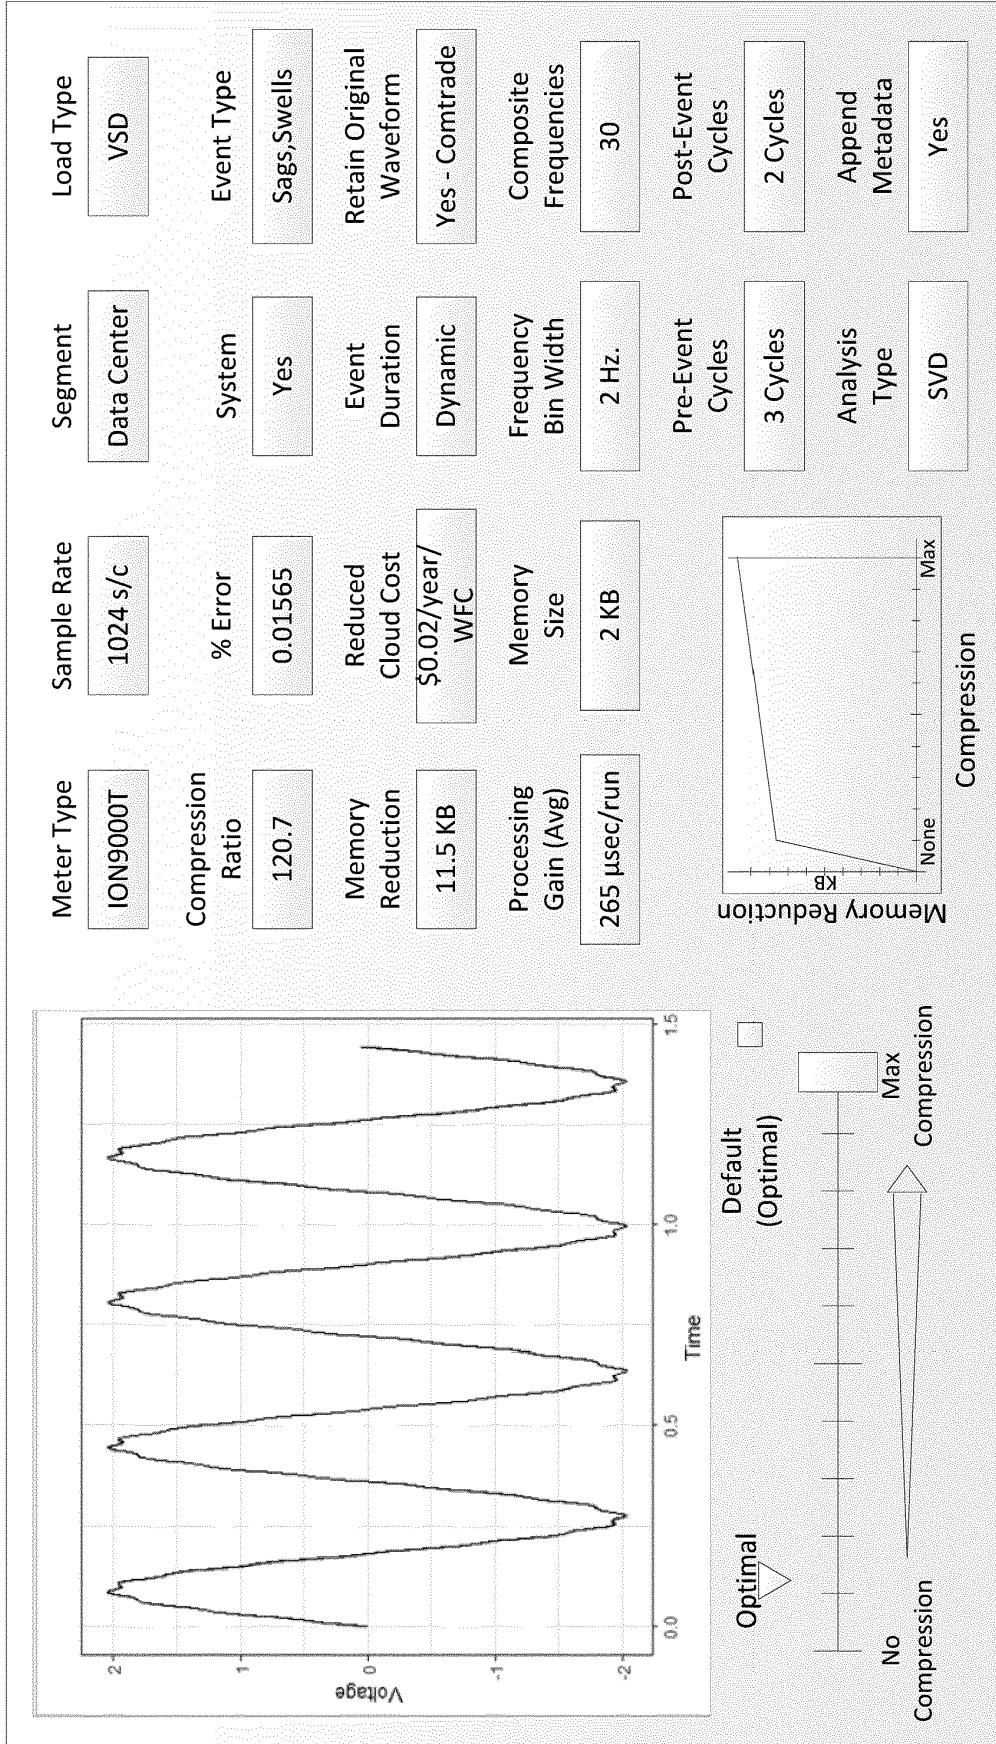 2
1
0
-1
-2
Voltage
0.0
0.5
1.0
1.5
Time
Optimal
Default
(Optimal)
No
Compression
Max
Compression
Meter Type
ION9000T
Sample Rate
1024 s/c
Segment
Data Center
Load Type
VSD
Compression
Ratio
120.7
% Error
0.01565
System
Yes
Event Type
Sags,Swells
Memory
Reduction
11.5 KB
Reduced
Cloud Cost
$0.02/year/
WFC
Event
Duration
Dynamic
Retain Original
Waveform
Yes - Comtrade
Processing
Gain (Avg)
265 μsec/run
Memory
Size
2 KB
Frequency
Bin Width
2 Hz.
Composite
Frequencies
30
Pre-Event
Cycles
3 Cycles
Post-Event
Cycles
2 Cycles
Analysis
Type
SVD
Append
Metadata
Yes
Memory Reduction
KB
None
Max
Compression